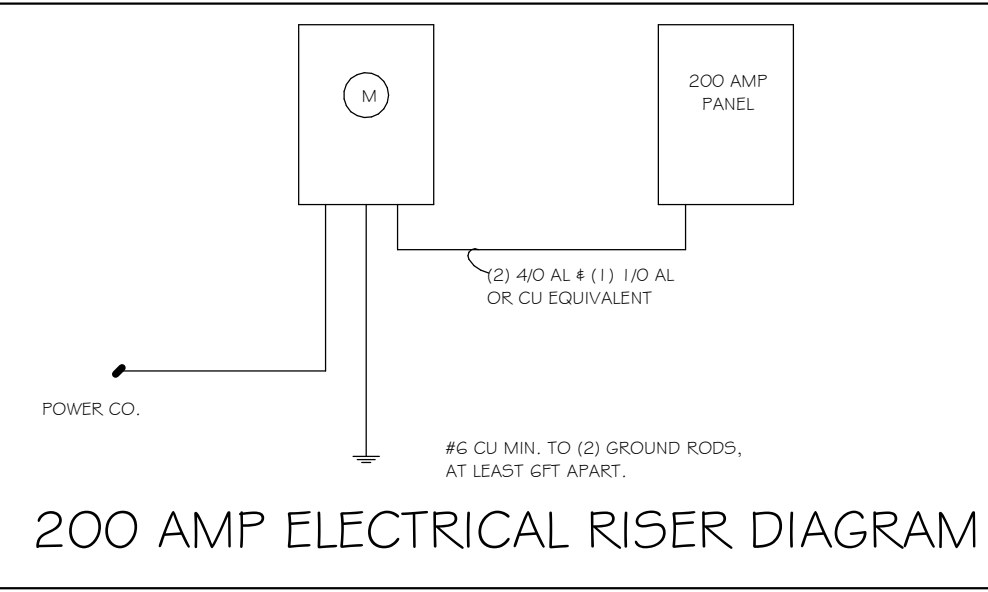 M
200 AMP
PANEL
(2) 4/0 AL & (1) 1/0 AL
OR CU EQUIVALENT
POWER CO.
#6 CU MIN. TO (2) GROUND RODS,
AT LEAST 6FT APART.
200 AMP ELECTRICAL RISER DIAGRAM